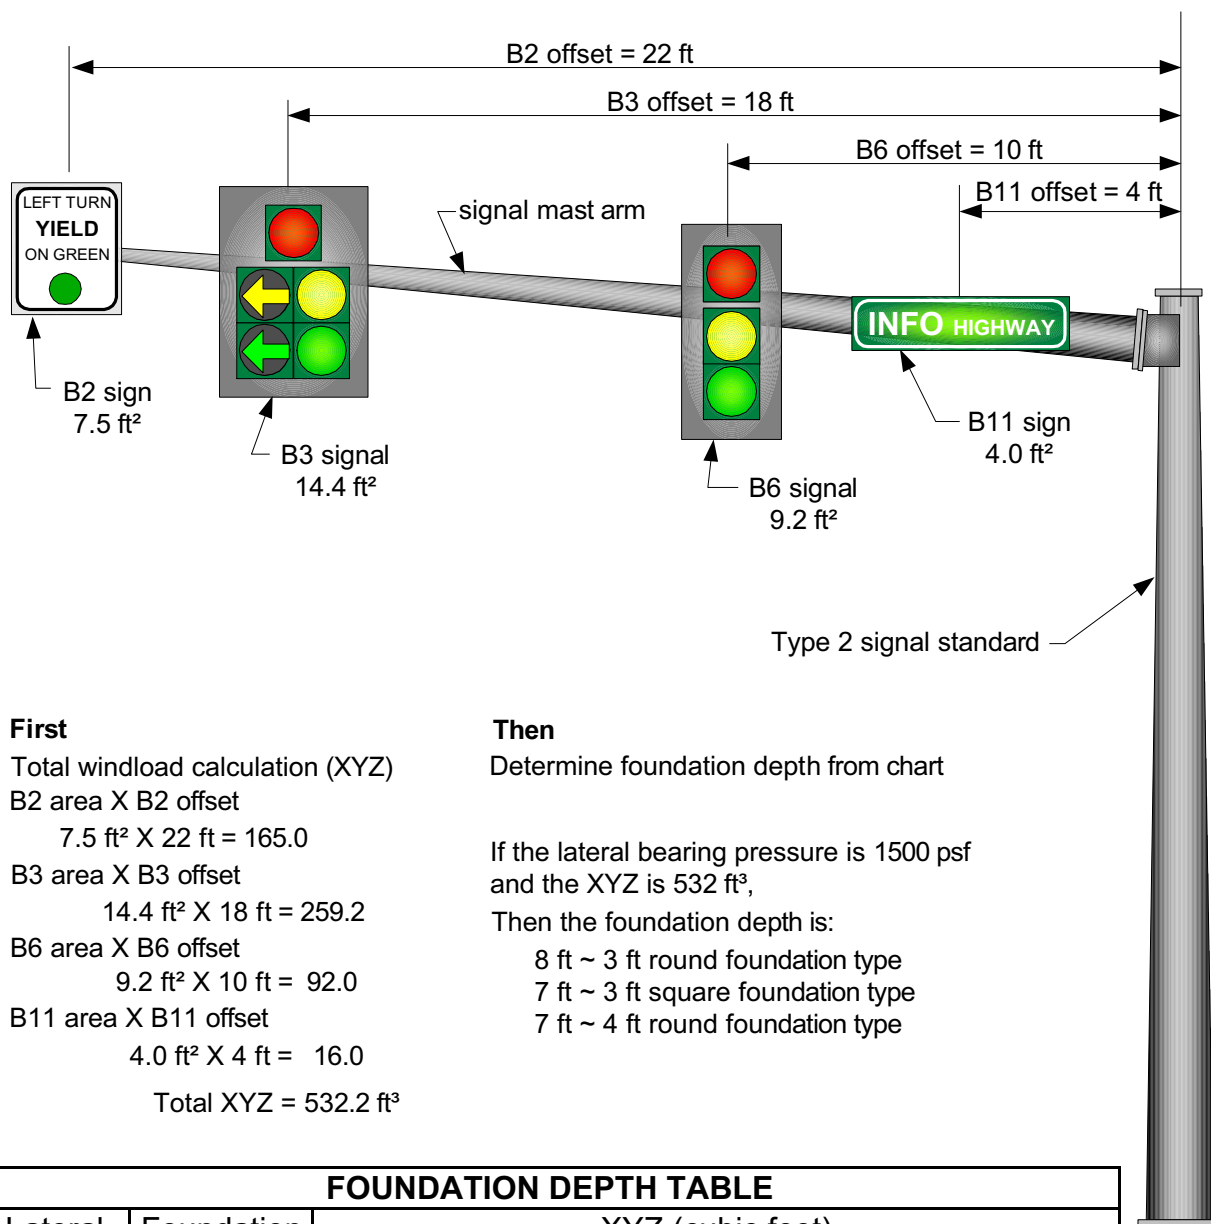 B2 offset = 22 ft
B3 offset = 18 ft
B6 offset = 10 ft
B11 offset = 4 ft
LEFT TURN
YIELD
ON GREEN
signal mast arm
INFO HIGHWAY
B2 sign
7.5 ft²
B3 signal
14.4 ft²
B11 sign
4.0 ft²
B6 signal
9.2 ft²
Type 2 signal standard
First
Total windload calculation (XYZ)
B2 area X B2 offset
7.5 ft² X 22 ft = 165.0
B3 area X B3 offset
14.4 ft² X 18 ft = 259.2
B6 area X B6 offset
9.2 ft² X 10 ft = 92.0
B11 area X B11 offset
4.0 ft² X 4 ft = 16.0
Total XYZ = 532.2 ft³
Then
Determine foundation depth from chart
If the lateral bearing pressure is 1500 psf
and the XYZ is 532 ft³,
Then the foundation depth is:
8 ft ~ 3 ft round foundation type
7 ft ~ 3 ft square foundation type
7 ft ~ 4 ft round foundation type
FOUNDATION DEPTH TABLE
Lateral Foundation XYZ (cubic feet)